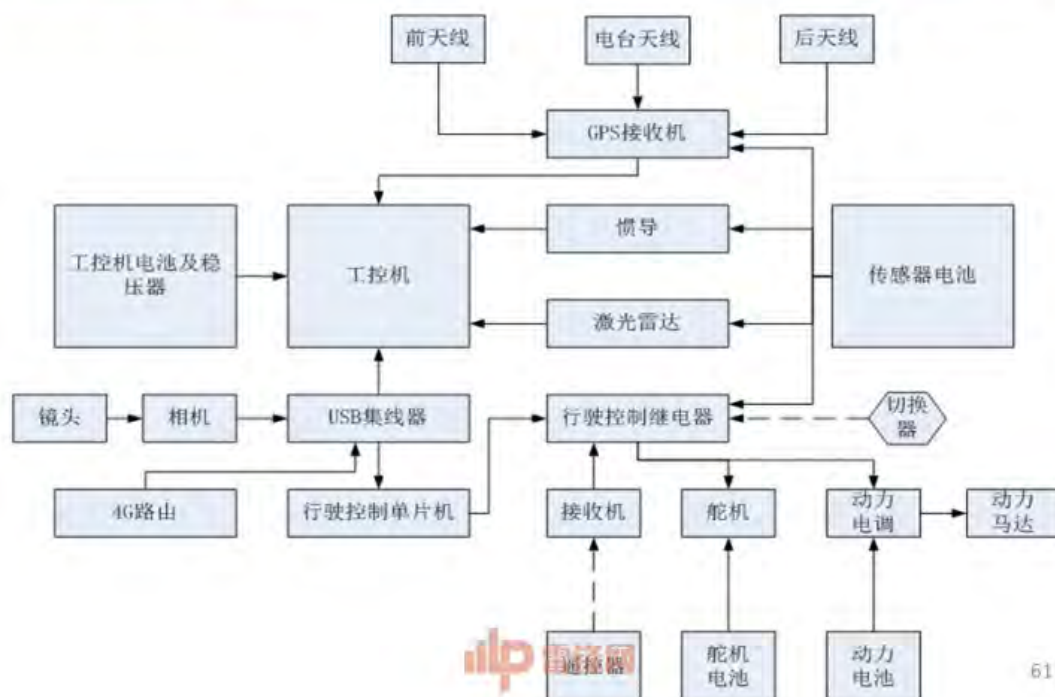 前天线
电台天线
后天线
GPS接收机
工控机电池及稳
压器
工控机
惯导
激光雷达
传感器电池
镜头
相机
USB集线器
行驶控制继电器
切换
器
4G路由
行驶控制单片机
接收机
舵机
动力
电调
动力
马达
雷锋网
遥控器
舵机
电池
动力
电池
61